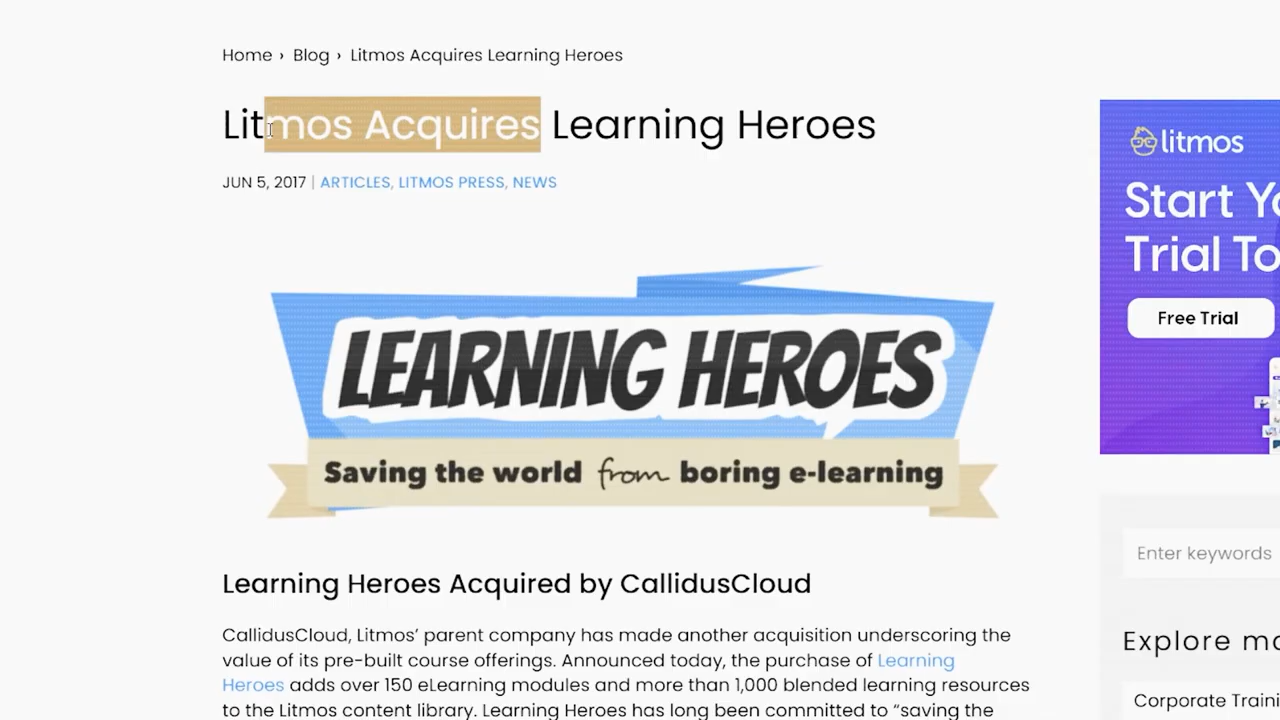 Home › Blog › Litmos Acquires Learning Heroes
Litmos Acquires Learning Heroes
JUN 5, 2017 | ARTICLES, LITMOS PRESS, NEWS
LEARNING HEROES
Saving the world from boring e-learning
Learning Heroes Acquired by CallidusCloud
CallidusCloud, Litmos’ parent company has made another acquisition underscoring the
value of its pre-built course offerings. Announced today, the purchase of Learning
Heroes adds over 150 eLearning modules and more than 1,000 blended learning resources
to the Litmos content library. Learning Heroes has long been committed to “saving the
litmos
Start
Trial
Free Trial
Enter keywords
Explore
Corporate